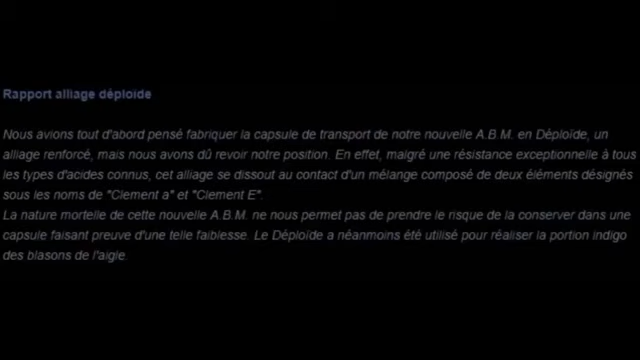 Rapport alliage déploïde
Nous avions tout d'abord pensé fabriquer la capsule de transport de notre nouvelle A.B.M. en Déploïde, un
alliage renforcé, mais nous avons dû revoir notre position. En effet, malgré une résistance exceptionnelle à tous
les types d'acides connus, cet alliage se dissout au contact d'un mélange composé de deux éléments désignés
sous les noms de "Clement a" et "Clement E".
La nature mortelle de cette nouvelle A.B.M. ne nous permet pas de prendre le risque de la conserver dans une
capsule faisant preuve d'une telle faiblesse. Le Déploïde a néanmoins été utilisé pour réaliser la portion indigo
des blasons de l'aigle.